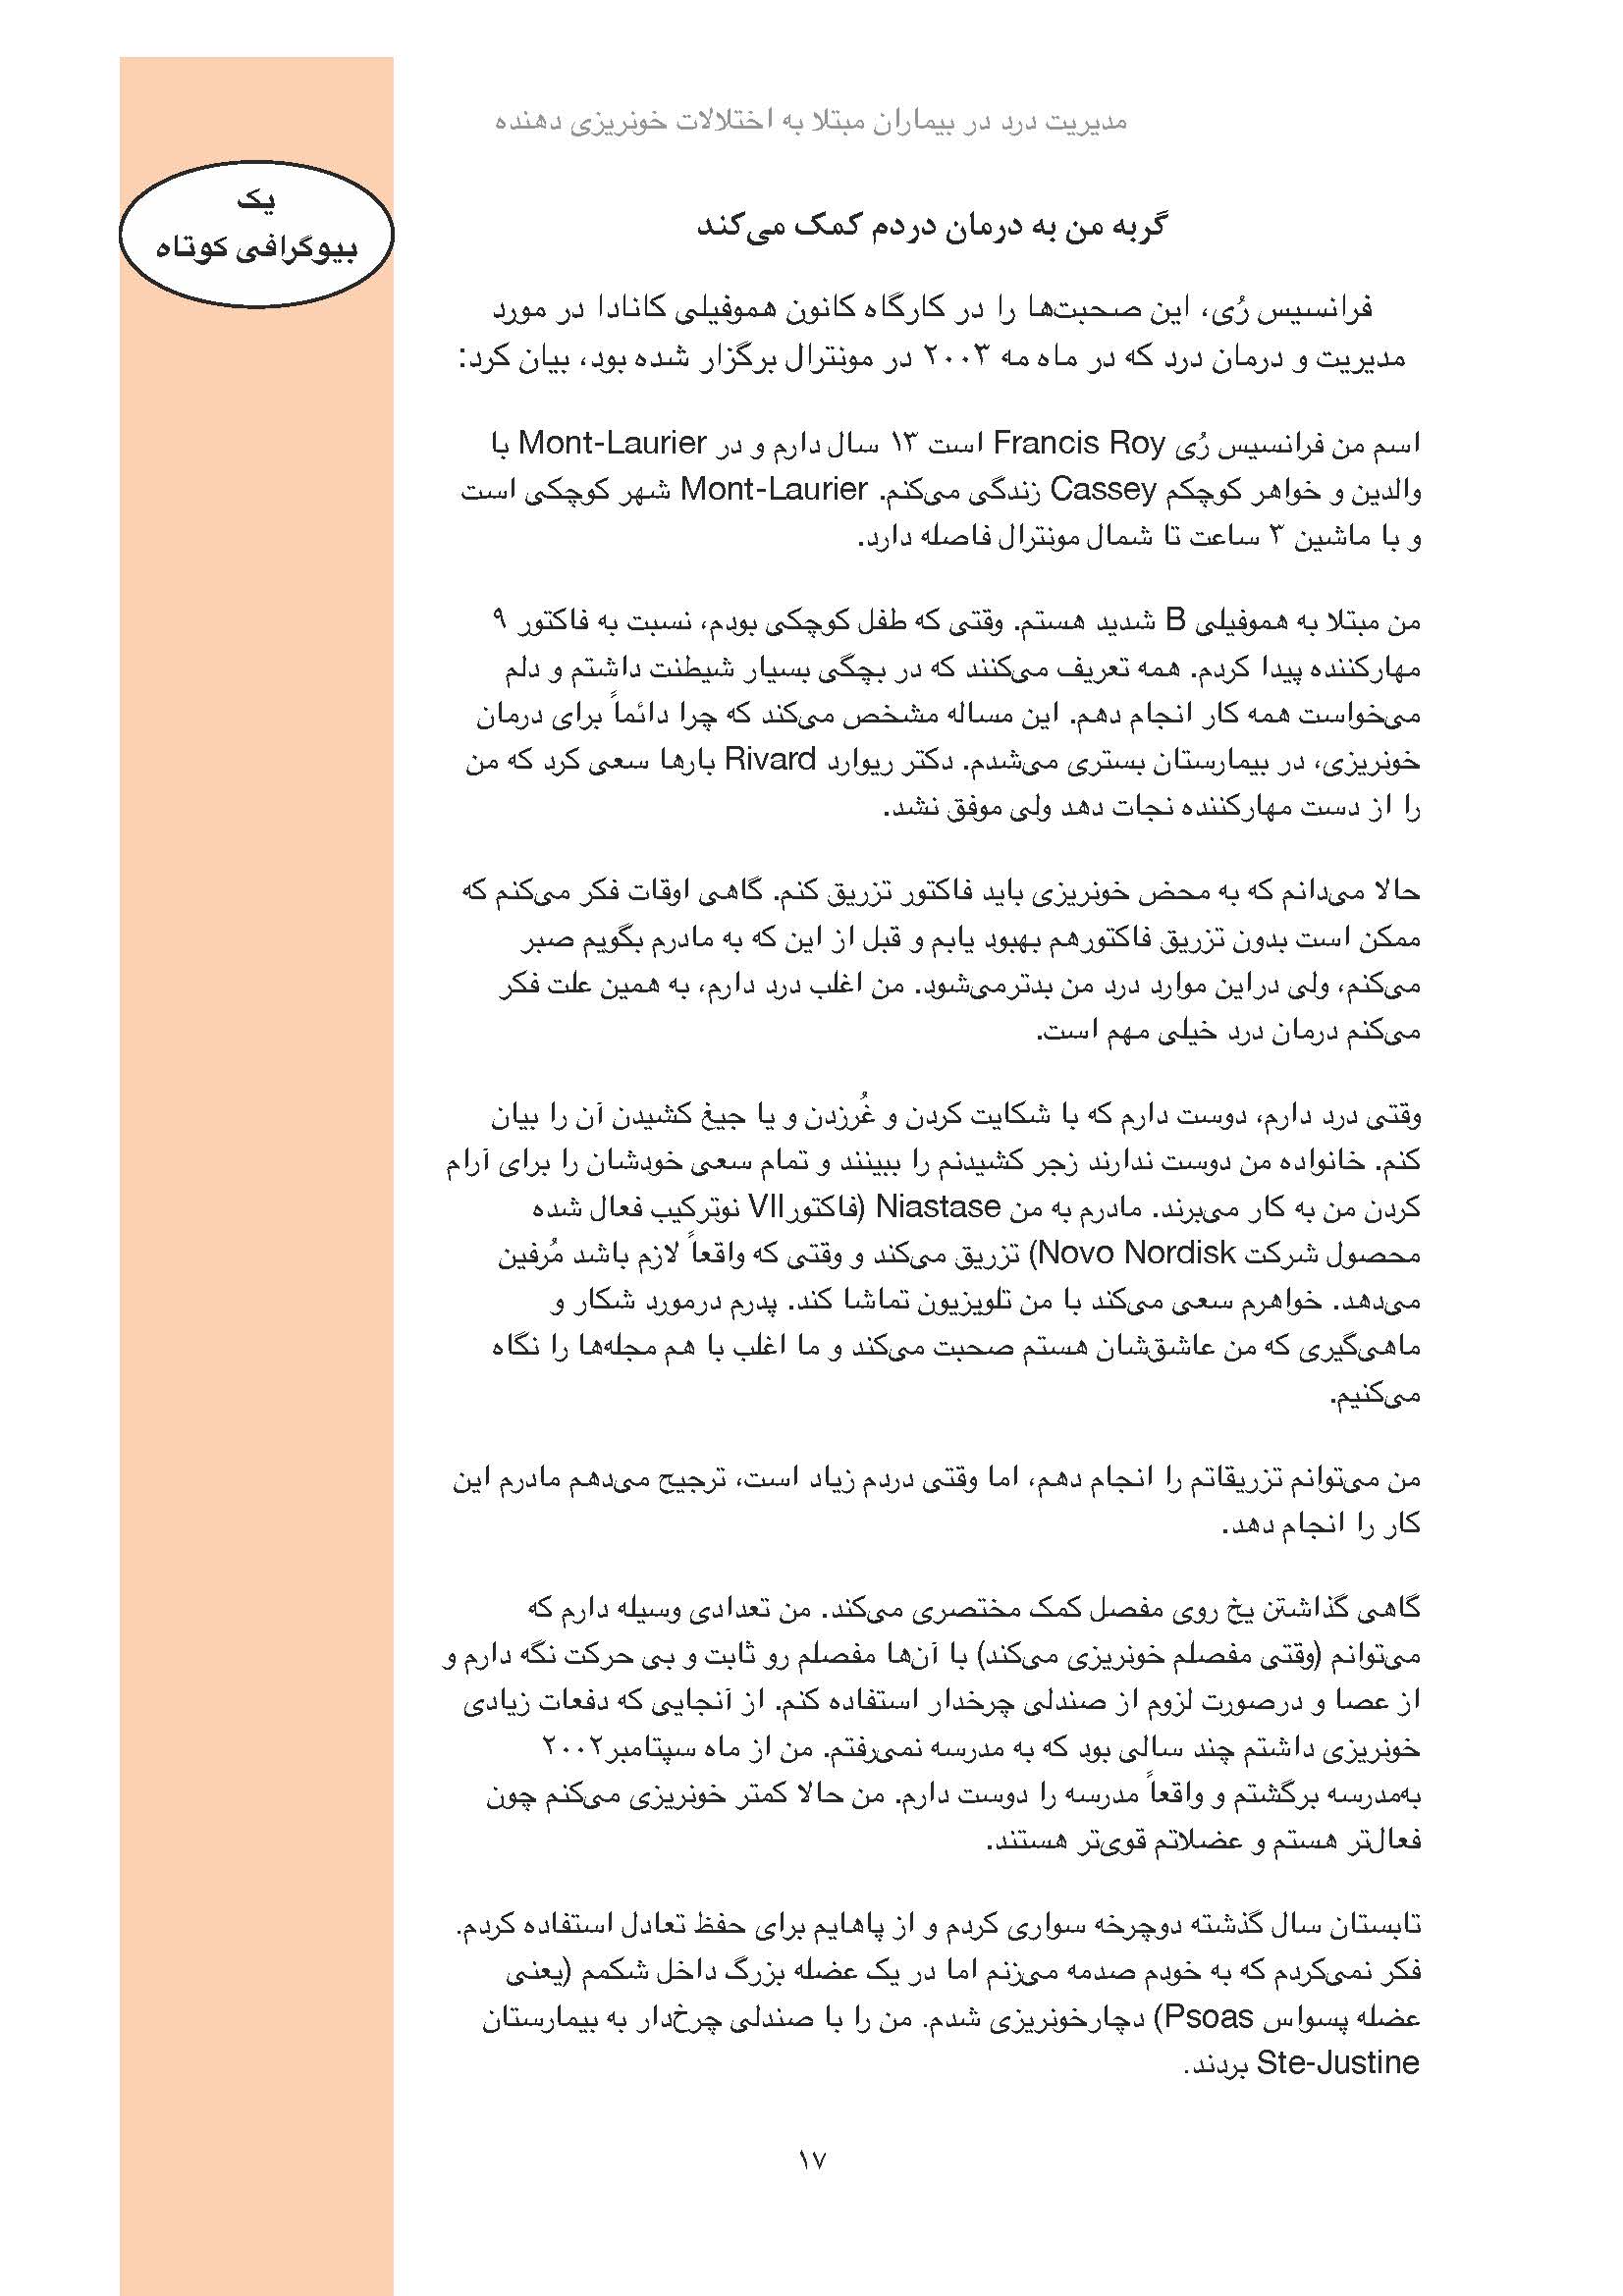 مدیریت درد در بیماران مبتلا به اختلالات خونریزی دهنده
یک
بیوگرافی کوتاه
گربه من به درمان دردم کمک می‌کند
فرانسیس رُی، این صحبت‌ها را در کارگاه کانون هموفیلی کانادا در مورد
مدیریت و درمان درد که در ماه مه ۲۰۰۳ در مونترال برگزار شده بود، بیان کرد:
اسم من فرانسیس رُی Francis Roy است ۱۳ سال دارم و در Mont-Laurier با
والدین و خواهر کوچکم Cassey زندگی می‌کنم. Mont-Laurier شهر کوچکی است
و با ماشین ۳ ساعت تا شمال مونترال فاصله دارد.
من مبتلا به هموفیلی B شدید هستم. وقتی که طفل کوچکی بودم، نسبت به فاکتور ۹
مهارکننده پیدا کردم. همه تعریف می‌کنند که در بچگی بسیار شیطنت داشتم و دلم
می‌خواست همه کار انجام دهم. این مساله مشخص می‌کند که چرا دائماً برای درمان
خونریزی، در بیمارستان بستری می‌شدم. دکتر ریوارد Rivard بارها سعی کرد که من
را از دست مهارکننده نجات دهد ولی موفق نشد.
حالا می‌دانم که به محض خونریزی باید فاکتور تزریق کنم. گاهی اوقات فکر می‌کنم که
ممکن است بدون تزریق فاکتورهم بهبود یابم و قبل از این که به مادرم بگویم صبر
می‌کنم، ولی دراین موارد درد من بدترمی‌شود. من اغلب درد دارم، به همین علت فکر
می‌کنم درمان درد خیلی مهم است.
وقتی درد دارم، دوست دارم که با شکایت کردن و غُرزدن و یا جیغ کشیدن آن را بیان
کنم. خانواده من دوست ندارند زجر کشیدنم را ببینند و تمام سعی خودشان را برای آرام
کردن من به کار می‌برند. مادرم به من Niastase (فاکتورVII نوترکیب فعال شده
محصول شرکت Novo Nordisk) تزریق می‌کند و وقتی که واقعاً لازم باشد مُرفین
می‌دهد. خواهرم سعی می‌کند با من تلویزیون تماشا کند. پدرم درمورد شکار و
ماهی‌گیری که من عاشق‌شان هستم صحبت می‌کند و ما اغلب با هم مجله‌ها را نگاه
می‌کنیم.
من می‌توانم تزریقاتم را انجام دهم، اما وقتی دردم زیاد است، ترجیح می‌دهم مادرم این
کار را انجام دهد.
گاهی گذاشتن یخ روی مفصل کمک مختصری می‌کند. من تعدادی وسیله دارم که
می‌توانم (وقتی مفصلم خونریزی می‌کند) با آن‌ها مفصلم رو ثابت و بی حرکت نگه دارم و
از عصا و درصورت لزوم از صندلی چرخدار استفاده کنم. از آنجایی که دفعات زیادی
خونریزی داشتم چند سالی بود که به مدرسه نمی‌رفتم. من از ماه سپتامبر۲۰۰۲
به‌مدرسه برگشتم و واقعاً مدرسه را دوست دارم. من حالا کمتر خونریزی می‌کنم چون
فعال‌تر هستم و عضلاتم قوی‌تر هستند.
تابستان سال گذشته دوچرخه سواری کردم و از پاهایم برای حفظ تعادل استفاده کردم.
فکر نمی‌کردم که به خودم صدمه می‌زنم اما در یک عضله بزرگ داخل شکمم (یعنی
عضله پسواس Psoas) دچارخونریزی شدم. من را با صندلی چرخ‌دار به بیمارستان
Ste-Justine بردند.
۱۷